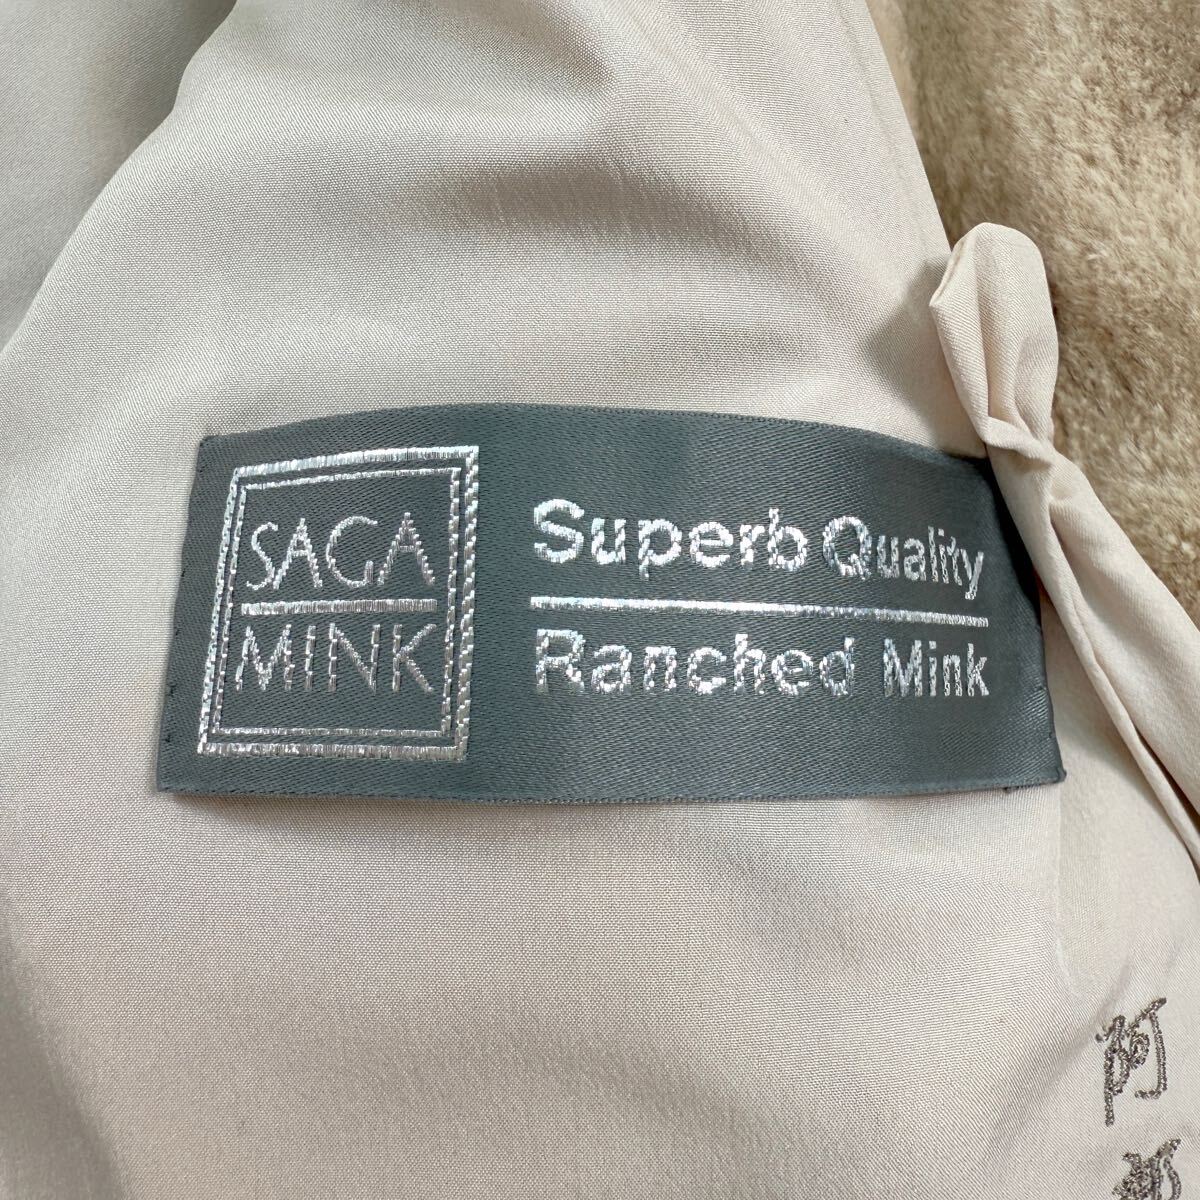 SAGA
MINK
Superb Quality
Ranched Mink
阿